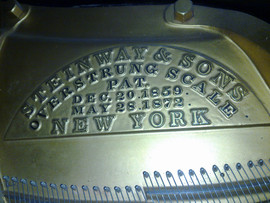 STEINWAY & SONS
OVERSTRUNG SCALE
PAT.
DEC. 20. 1859
MAY. 28. 1872
NEW YORK